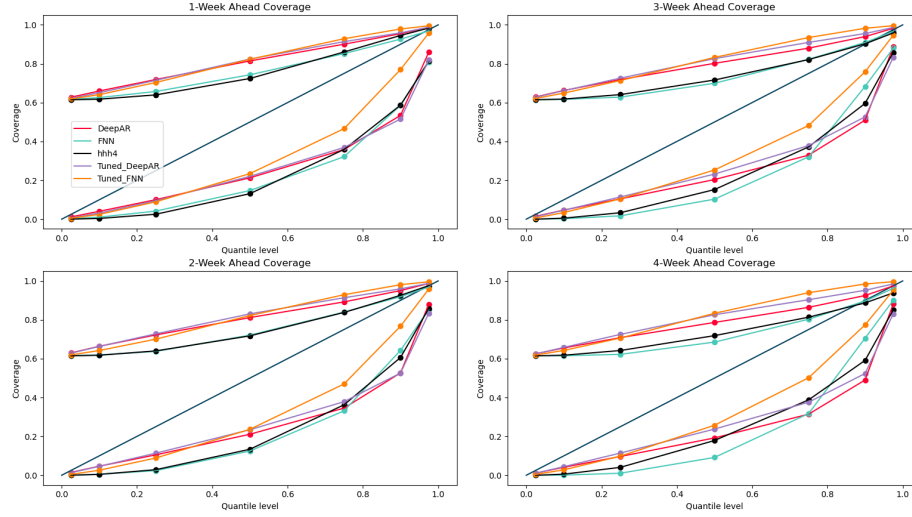 1-Week Ahead Coverage
1.0
0.8
0.6
0.4
0.2
0.0
Coverage
DeepAR
FNN
hhh4
Tuned_DeepAR
Tuned_FNN
0.0 0.2 0.4 0.6 0.8 1.0
Quantile level
3-Week Ahead Coverage
1.0
0.8
0.6
0.4
0.2
0.0
Coverage
0.0 0.2 0.4 0.6 0.8 1.0
Quantile level
2-Week Ahead Coverage
1.0
0.8
0.6
0.4
0.2
0.0
Coverage
0.0 0.2 0.4 0.6 0.8 1.0
Quantile level
4-Week Ahead Coverage
1.0
0.8
0.6
0.4
0.2
0.0
Coverage
0.0 0.2 0.4 0.6 0.8 1.0
Quantile level